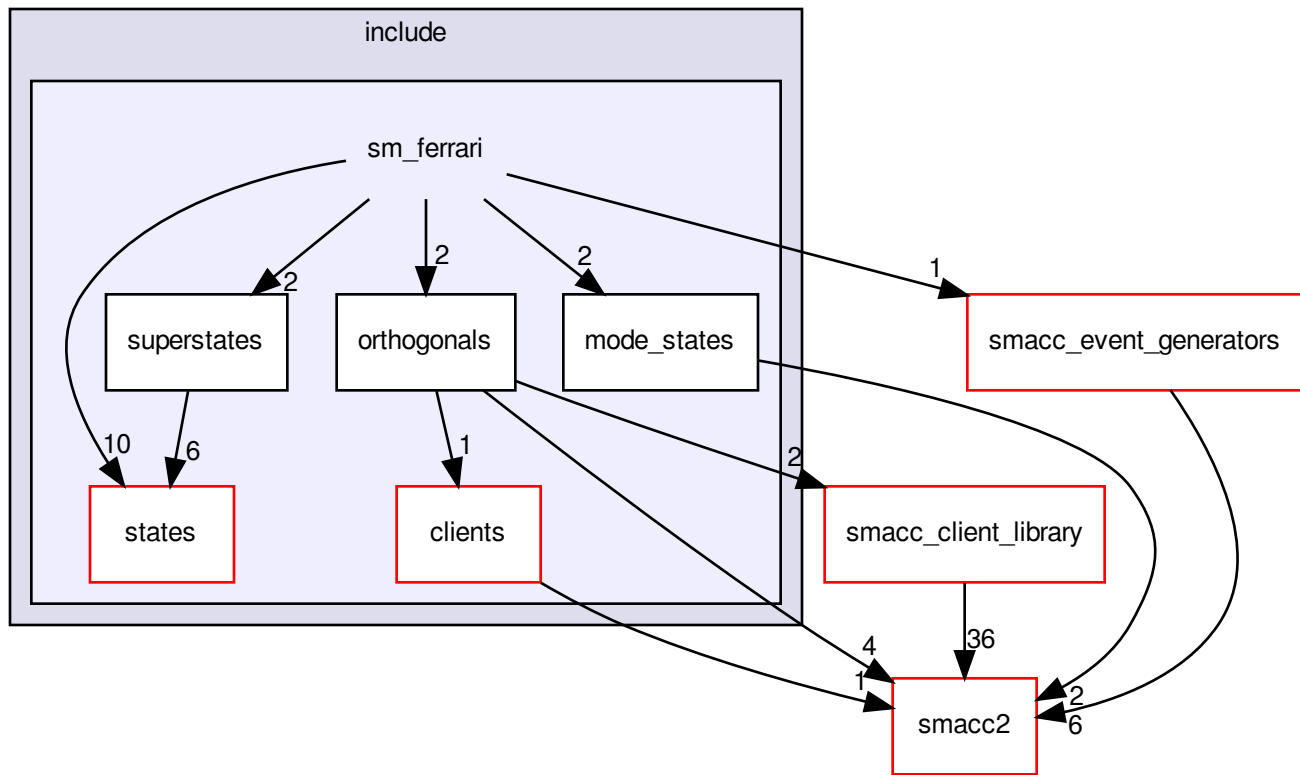 include
sm_ferrari
2
2
2
1
superstates
orthogonals
mode_states
smacc_event_generators
10
6
1
2
states
clients
smacc_client_library
4
36
1
2
6
smacc2